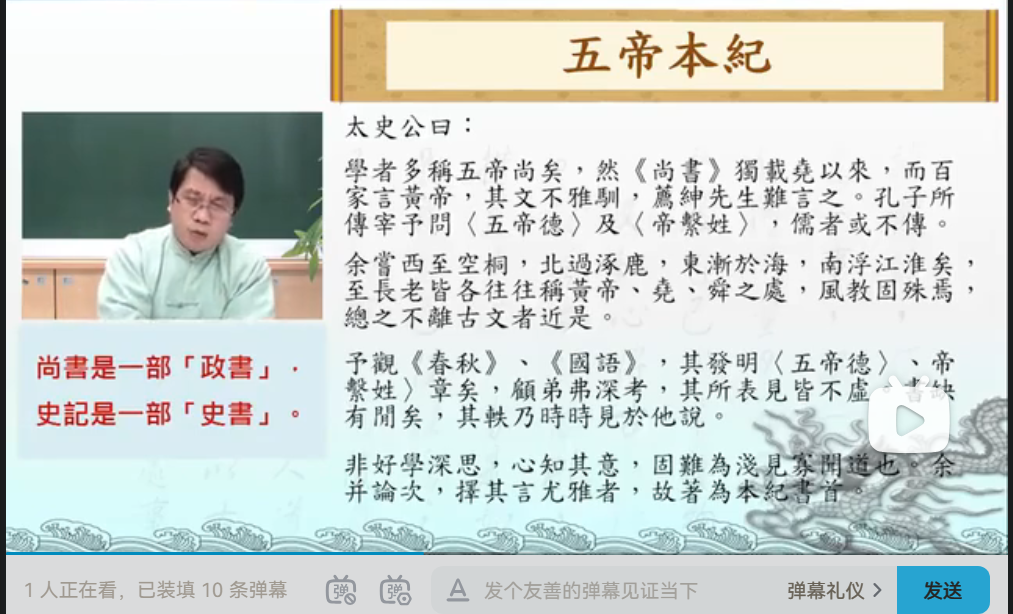 五帝本紀
太史公曰：
學者多稱五帝尚矣，然《尚書》獨載堯以來，而百
家言黃帝，其文不雅馴，薦紳先生難言之。孔子所
傳宰予問〈五帝德〉及〈帝繫姓〉，儒者或不傳。
余嘗西至空桐，北過涿鹿，東漸於海，南浮江淮矣，
至長老皆各往往稱黃帝、堯、舜之處，風教固殊焉，
總之不離古文者近是。
予觀《春秋》、《國語》，其發明〈五帝德〉、帝
繫姓〉章矣，顧弟弗深考，其所表見皆不虛書缺
有閒矣，其軼乃時時見於他說。
非好學深思，心知其意，固難為淺見寡聞道也。余
并論次，擇其言尤雅者，故著為本紀書首。
尚書是一部「政書」，
史記是一部「史書」。
1 人正在看，已装填 10 条弹幕
弹
弹
A
发个友善的弹幕见证当下
弹幕礼仪 >
发送